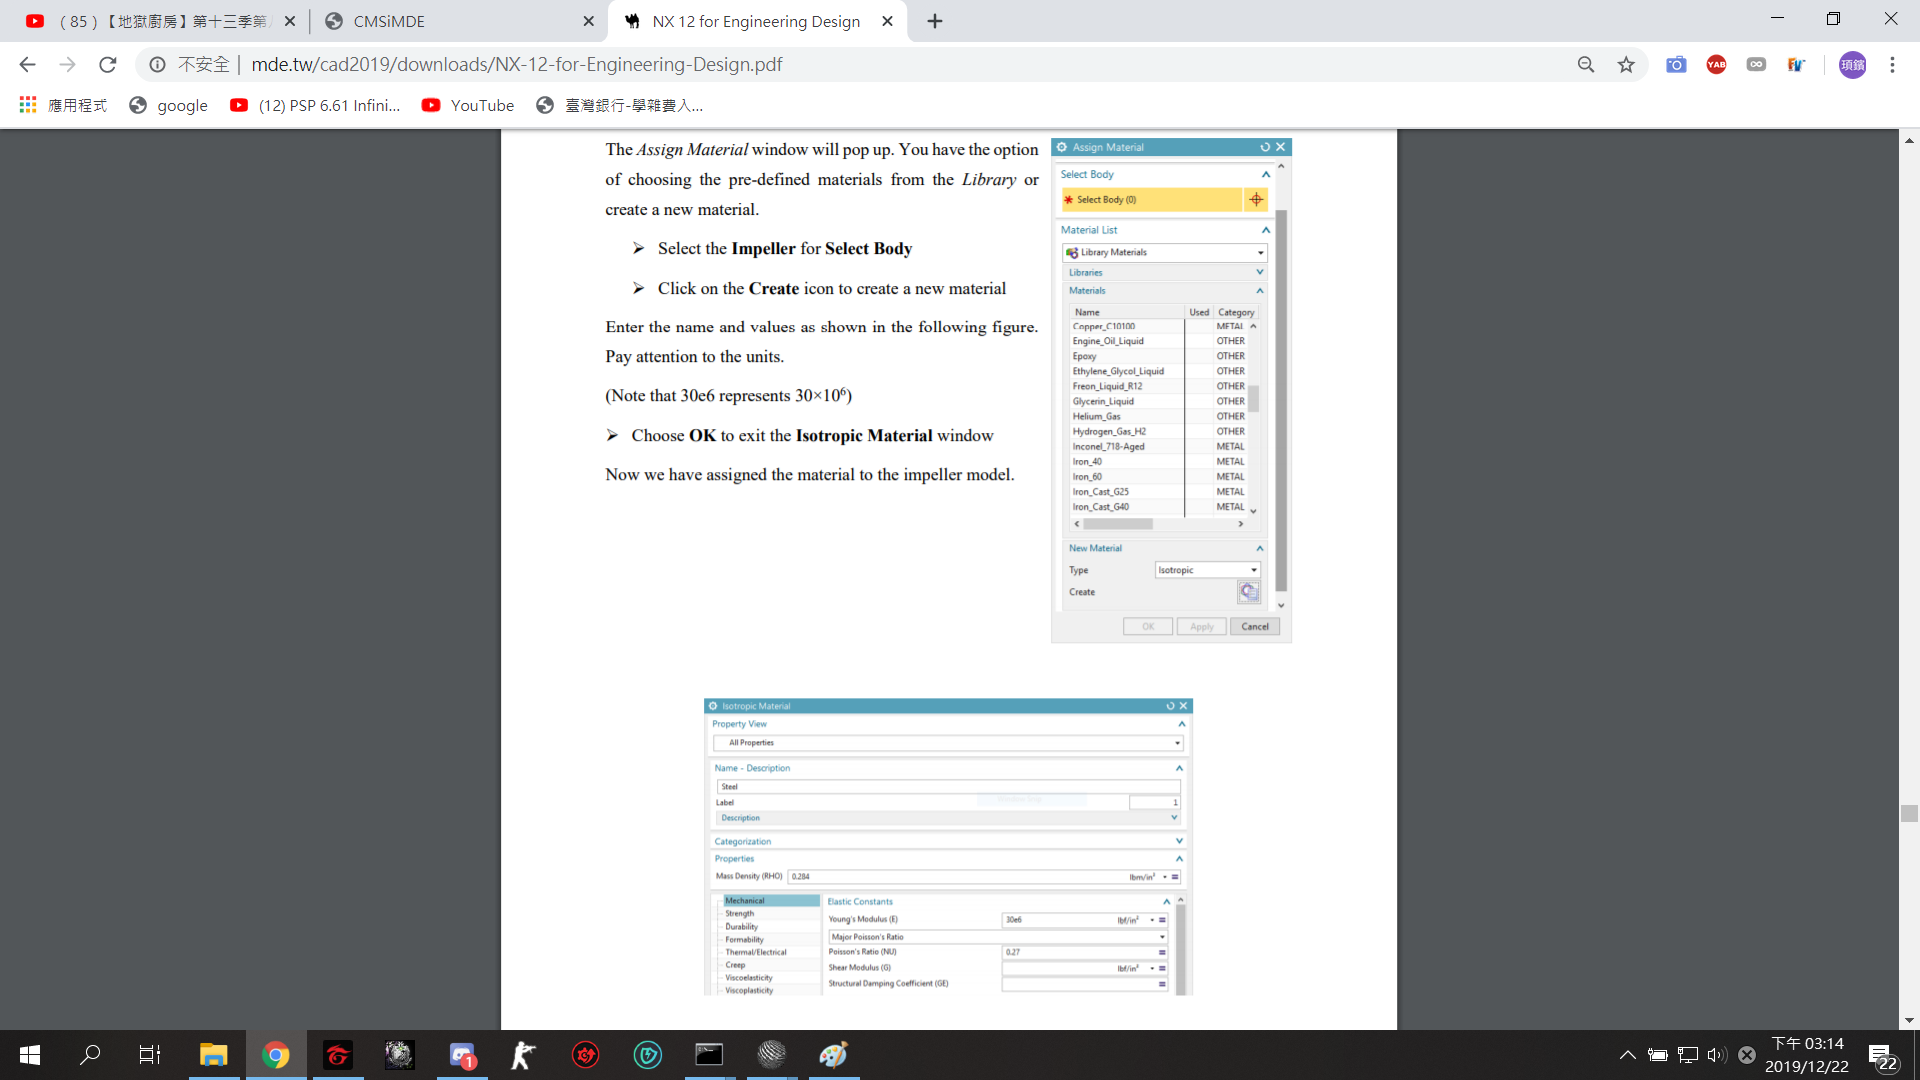 (85)【地獄廚房】第十三季第
CMSiMDE
NX 12 for Engineering Design
不安全
mde.tw/cad2019/downloads/NX-12-for-Engineering-Design.pdf
YAB
頊鑌
應用程式
google
(12) PSP 6.61 Infini...
YouTube
臺灣銀行-學雜費入...
The Assign Material window will pop up. You have the option
of choosing the pre-defined materials from the Library or
create a new material.
➢ Select the Impeller for Select Body
➢ Click on the Create icon to create a new material
Enter the name and values as shown in the following figure.
Pay attention to the units.
(Note that 30e6 represents 30×10⁶)
➢ Choose OK to exit the Isotropic Material window
Now we have assigned the material to the impeller model.
Assign Material
Select Body
* Select Body (0)
Material List
Library Materials
Libraries
Materials
Name Used Category
Copper_C10100 METAL
Engine_Oil_Liquid OTHER
Epoxy OTHER
Ethylene_Glycol_Liquid OTHER
Freon_Liquid_R12 OTHER
Glycerin_Liquid OTHER
Helium_Gas OTHER
Hydrogen_Gas_H2 OTHER
Inconel_718-Aged METAL
Iron_40 METAL
Iron_60 METAL
Iron_Cast_G25 METAL
Iron_Cast_G40 METAL
New Material
Type Isotropic
Create
OK Apply Cancel
Isotropic Material
Property View
All Properties
Name - Description
Steel
Label 1
Description
Categorization
Properties
Mass Density (RHO) 0.284 lbm/in³
Mechanical
Strength
Durability
Formability
Thermal/Electrical
Creep
Viscoelasticity
Viscoplasticity
Elastic Constants
Young's Modulus (E) 30e6 lbf/in²
Major Poisson's Ratio
Poisson's Ratio (NU) 0.27
Shear Modulus (G) lbf/in²
Structural Damping Coefficient (GE)
1
下午 03:14
2019/12/22
22